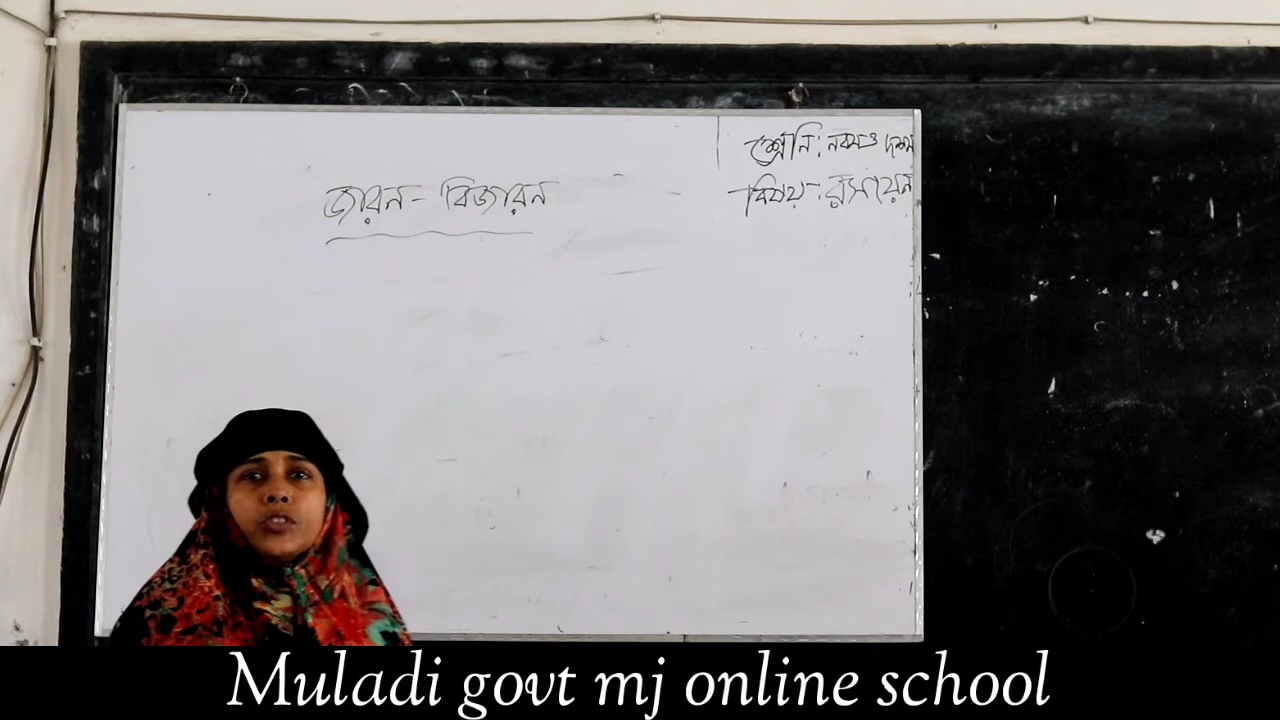 শ্রেনি: নবম ও দশম
বিষয়: রসায়ন
জারন - বিজারন
Muladi govt mj online school